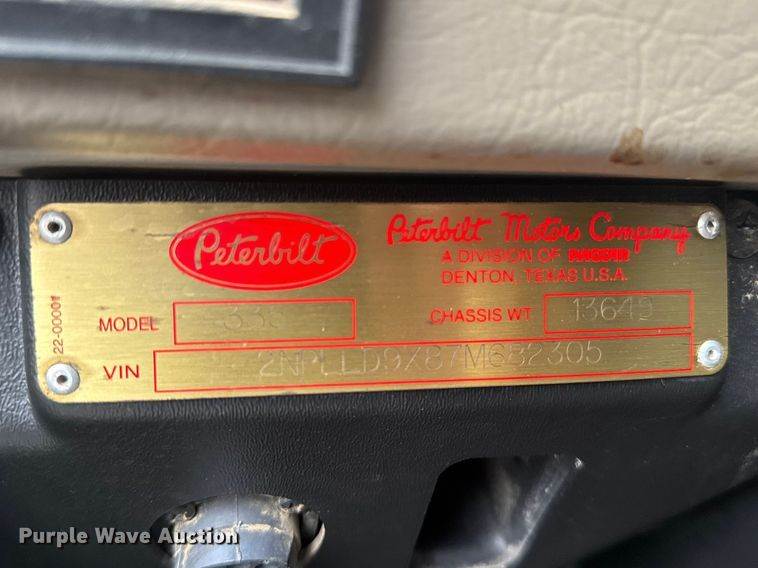 Peterbilt
Peterbilt Motors Company
A DIVISION OF PACCAR
DENTON, TEXAS U.S.A.
MODEL 335
CHASSIS WT 13649
VIN 2NPLLD9X87M682305
22-00001
Purple Wave Auction